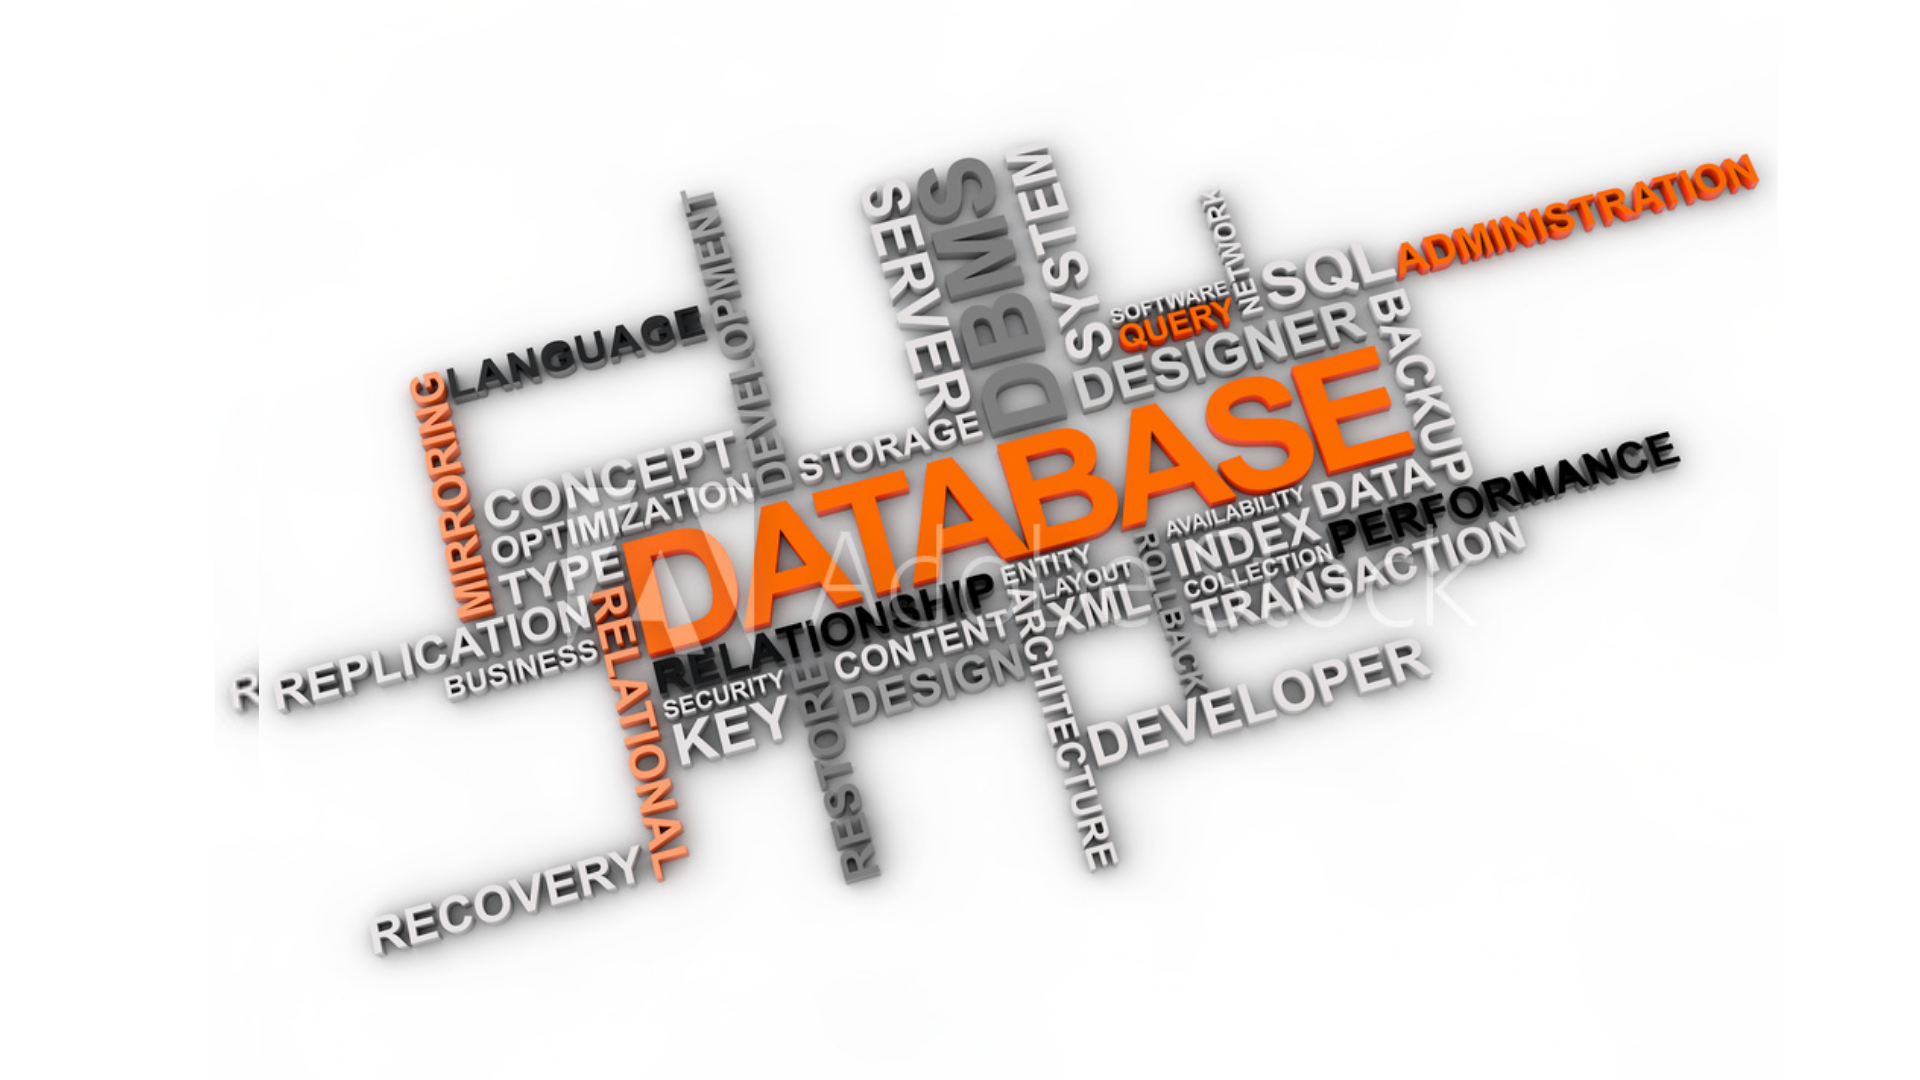 SYSTEM
DBMS
SERVER
ADMINISTRATION
NETWORK
DEVELOPMENT
SQL
SOFTWARE
QUERY
LANGUAGE
DESIGNER
BACKUP
MIRRORING
DATABASE
STORAGE
CONCEPT
OPTIMIZATION
DATA
PERFORMANCE
AVAILABILITY
INDEX
TYPE
COLLECTION
TRANSACTION
ENTITY
LAYOUT
ROLLBACK
RELATIONSHIP
XML
ARCHITECTURE
REPLICATION
R
CONTENT
BUSINESS
RELATIONAL
SECURITY
DESIGN
KEY
RESTORE
DEVELOPER
RECOVERY
Adobe Stock